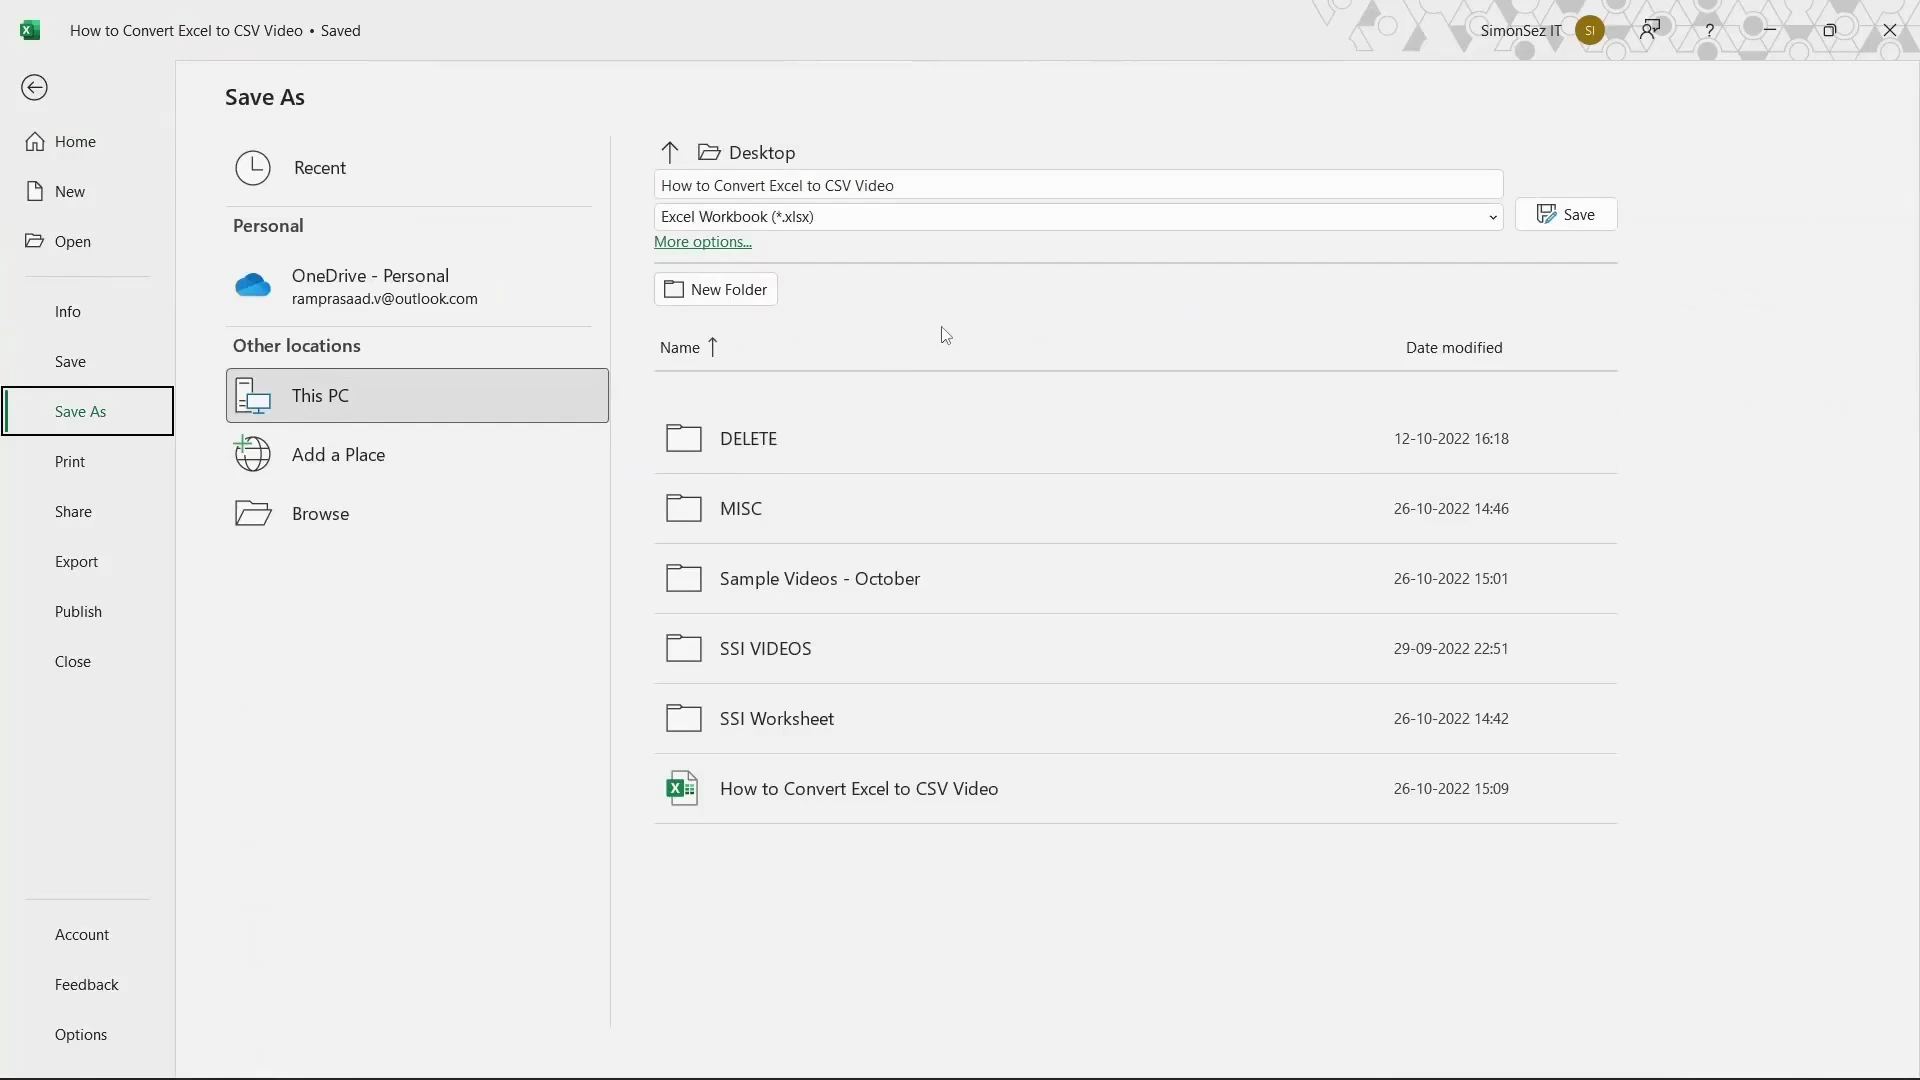 How to Convert Excel to CSV Video • Saved
SimonSez IT
SI
?
Home
New
Open
Info
Save
Save As
Print
Share
Export
Publish
Close
Account
Feedback
Options
Save As
Recent
Personal
OneDrive - Personal
ramprasaad.v@outlook.com
Other locations
This PC
Add a Place
Browse
Desktop
How to Convert Excel to CSV Video
Excel Workbook (*.xlsx)
Save
More options...
New Folder
Name
Date modified
DELETE 12-10-2022 16:18
MISC 26-10-2022 14:46
Sample Videos - October 26-10-2022 15:01
SSI VIDEOS 29-09-2022 22:51
SSI Worksheet 26-10-2022 14:42
How to Convert Excel to CSV Video 26-10-2022 15:09